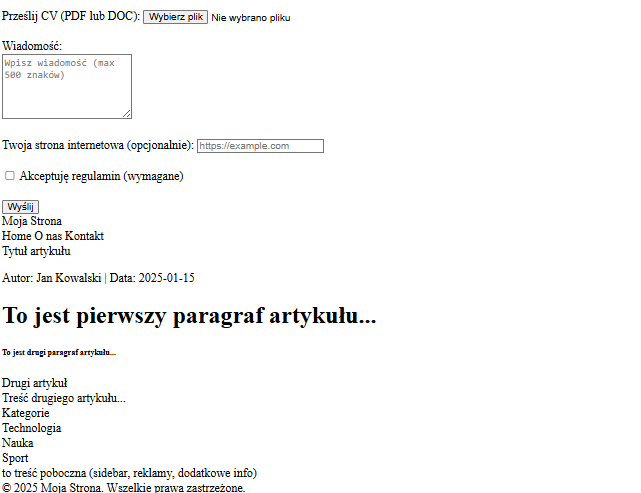 Prześlij CV (PDF lub DOC): Wybierz plik Nie wybrano pliku
Wiadomość:
Wpisz wiadomość (max
500 znaków)
Twoja strona internetowa (opcjonalnie): https://example.com
Akceptuję regulamin (wymagane)
Wyślij
Moja Strona
Home O nas Kontakt
Tytuł artykułu
Autor: Jan Kowalski | Data: 2025-01-15
To jest pierwszy paragraf artykułu...
To jest drugi paragraf artykułu...
Drugi artykuł
Treść drugiego artykułu...
Kategorie
Technologia
Nauka
Sport
to treść poboczna (sidebar, reklamy, dodatkowe info)
© 2025 Moja Strona. Wszelkie prawa zastrzeżone.